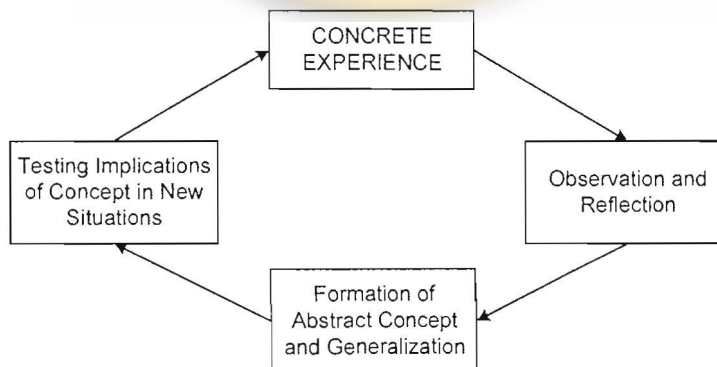 CONCRETE
EXPERIENCE
Observation and
Reflection
Formation of
Abstract Concept
and Generalization
Testing Implications
of Concept in New
Situations